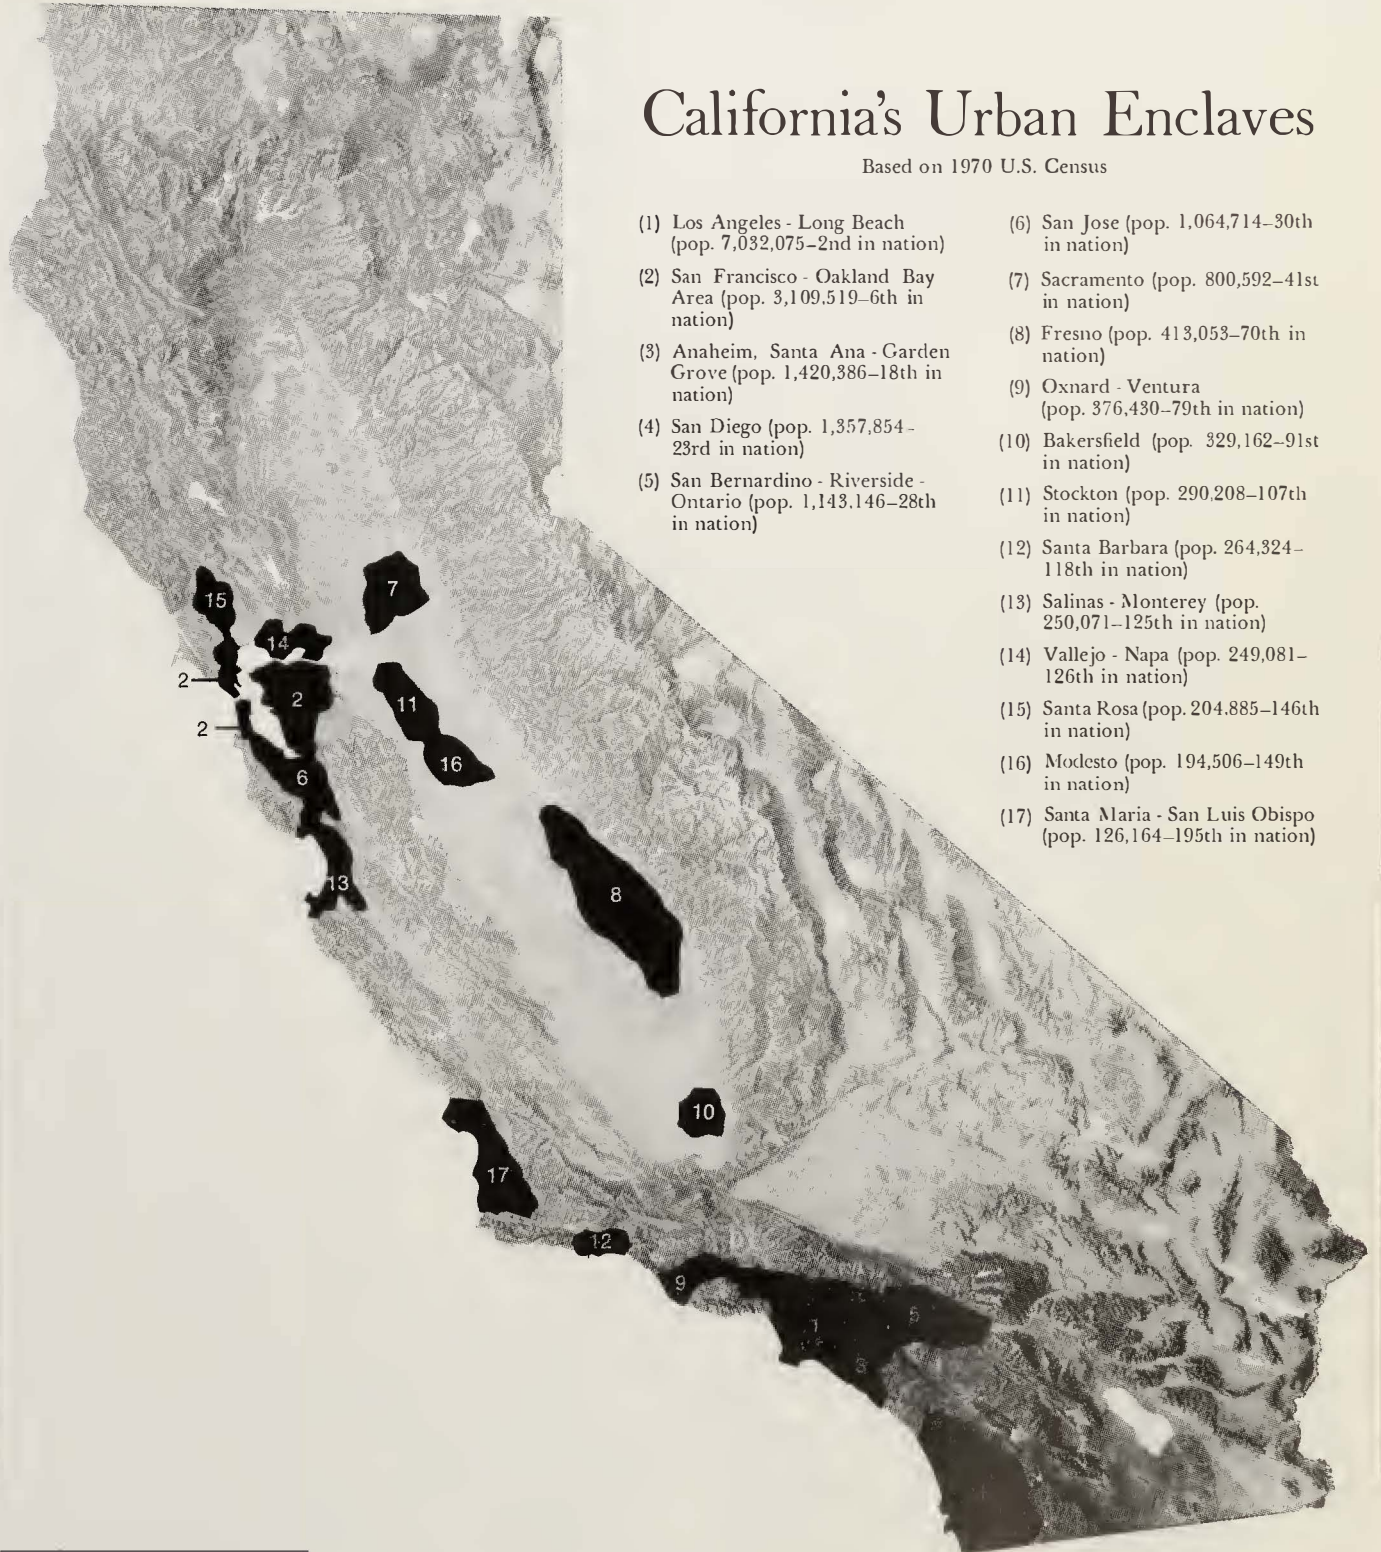 California's Urban Enclaves
Based on 1970 U.S. Census
(1) Los Angeles - Long Beach
(pop. 7,032,075–2nd in nation)
(2) San Francisco - Oakland Bay
Area (pop. 3,109,519–6th in
nation)
(3) Anaheim, Santa Ana - Garden
Grove (pop. 1,420,386–18th in
nation)
(4) San Diego (pop. 1,357,854–
23rd in nation)
(5) San Bernardino - Riverside -
Ontario (pop. 1,143.146–28th
in nation)
(6) San Jose (pop. 1,064,714–30th
in nation)
(7) Sacramento (pop. 800,592–41st
in nation)
(8) Fresno (pop. 413,053–70th in
nation)
(9) Oxnard - Ventura
(pop. 376,430–79th in nation)
(10) Bakersfield (pop. 329,162–91st
in nation)
(11) Stockton (pop. 290,208–107th
in nation)
(12) Santa Barbara (pop. 264,324–
118th in nation)
(13) Salinas - Monterey (pop.
250,071–125th in nation)
(14) Vallejo - Napa (pop. 249,081–
126th in nation)
(15) Santa Rosa (pop. 204.885–146th
in nation)
(16) Modesto (pop. 194,506–149th
in nation)
(17) Santa Maria - San Luis Obispo
(pop. 126,164–195th in nation)
7
15
14
2
2
2
11
16
6
13
8
10
17
12
9
1
5
3